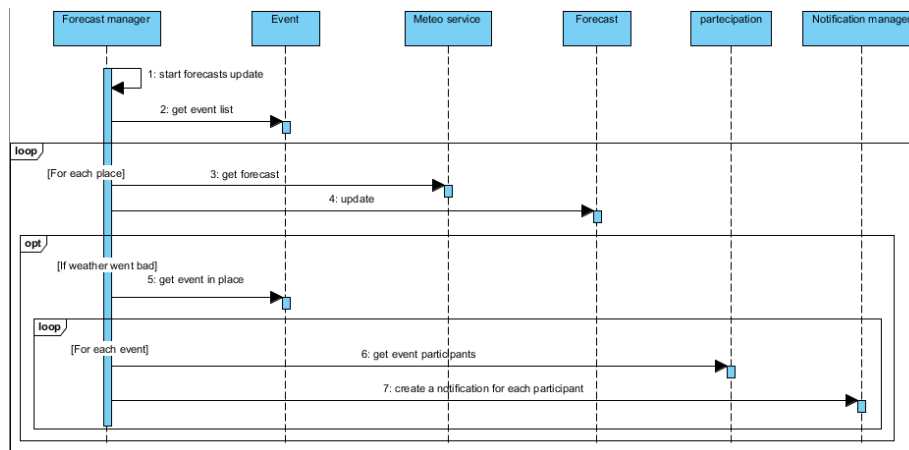 Forecast manager
Event
Meteo service
Forecast
partecipation
Notification manager
1: start forecasts update
2: get event list
loop
[For each place]
3: get forecast
4: update
opt
[If weather went bad]
5: get event in place
loop
[For each event]
6: get event participants
7: create a notification for each participant